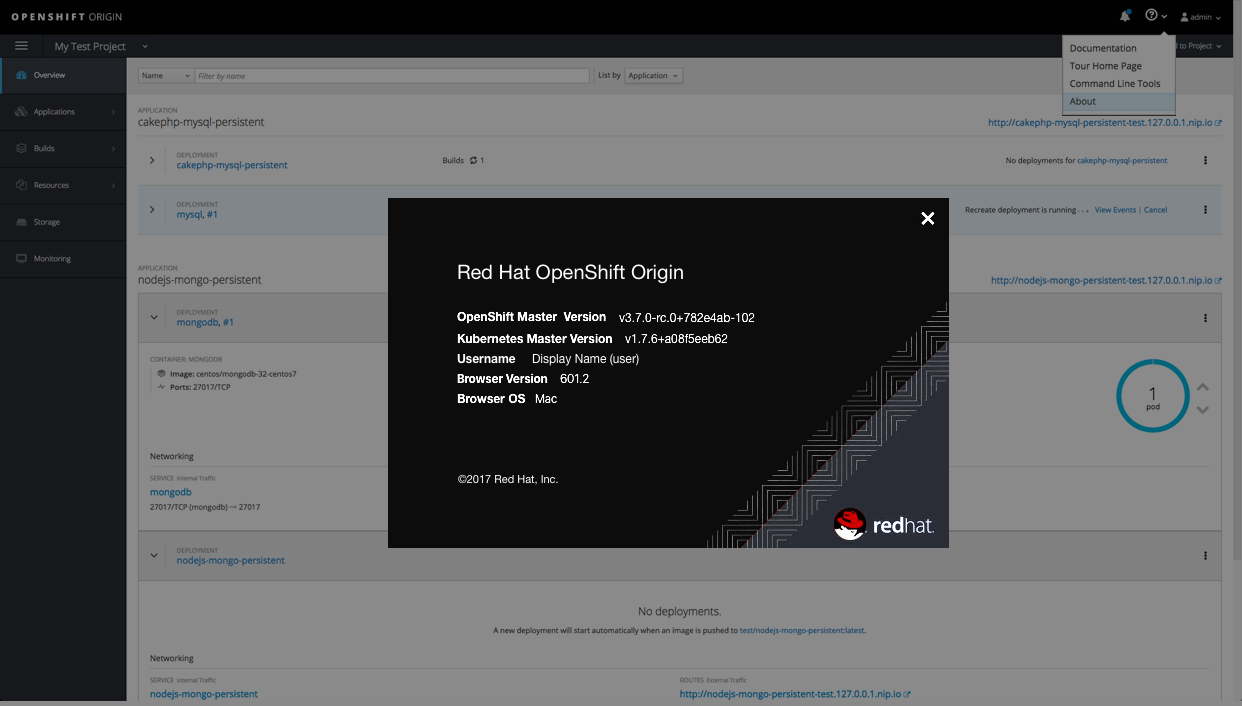 OPENSHIFT ORIGIN
admin
My Test Project
Documentation
Tour Home Page
Command Line Tools
About
to Project
Overview
Applications
Builds
Resources
Storage
Monitoring
Name
Filter by name
List by
Application
APPLICATION
cakephp-mysql-persistent
http://cakephp-mysql-persistent-test.127.0.0.1.nip.io
DEPLOYMENT
cakephp-mysql-persistent
Builds 1
No deployments for cakephp-mysql-persistent
DEPLOYMENT
mysql, #1
Recreate deployment is running . . . View Events | Cancel
APPLICATION
nodejs-mongo-persistent
http://nodejs-mongo-persistent-test.127.0.0.1.nip.io
DEPLOYMENT
mongodb, #1
CONTAINER: MONGODB
Image: centos/mongodb-32-centos7
Ports: 27017/TCP
1
pod
Networking
SERVICE Internal Traffic
mongodb
27017/TCP (mongodb) → 27017
DEPLOYMENT
nodejs-mongo-persistent
No deployments.
A new deployment will start automatically when an image is pushed to test/nodejs-mongo-persistent:latest.
Networking
SERVICE Internal Traffic
nodejs-mongo-persistent
ROUTES External Traffic
http://nodejs-mongo-persistent-test.127.0.0.1.nip.io
Red Hat OpenShift Origin
OpenShift Master Version v3.7.0-rc.0+782e4ab-102
Kubernetes Master Version v1.7.6+a08f5eeb62
Username Display Name (user)
Browser Version 601.2
Browser OS Mac
©2017 Red Hat, Inc.
redhat.